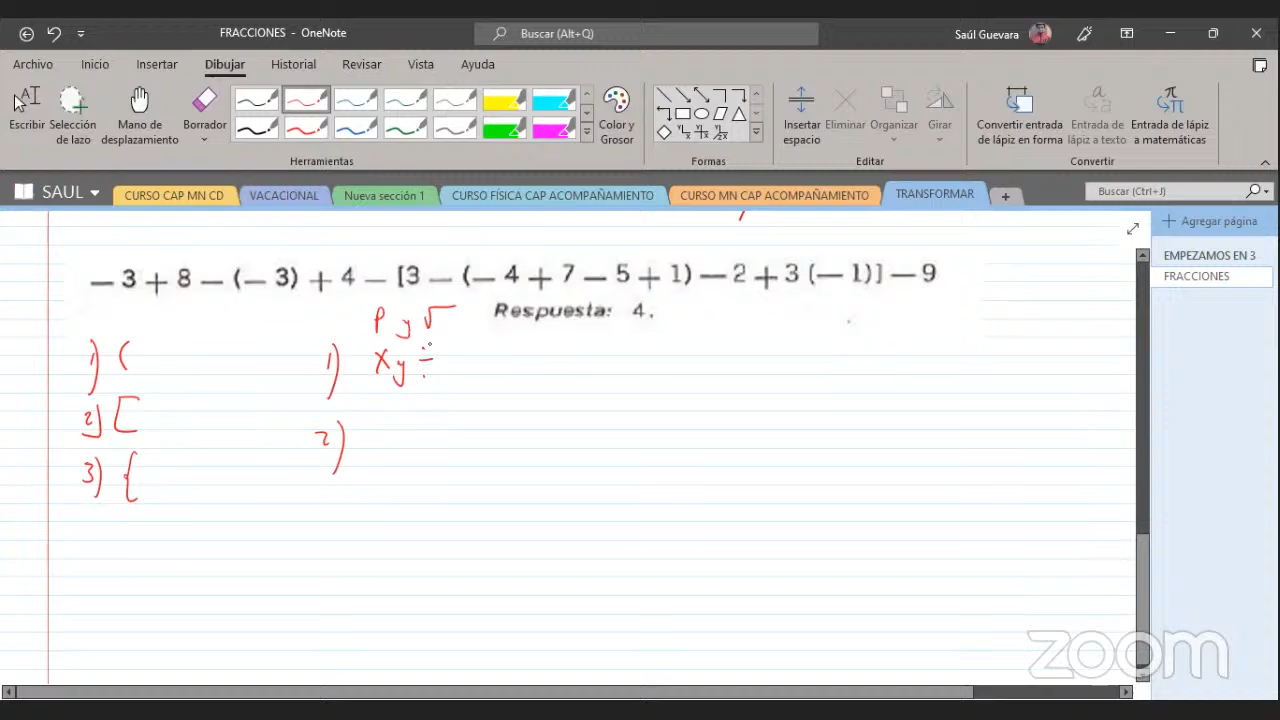 FRACCIONES - OneNote
Buscar (Alt+Q)
Saúl Guevara
Archivo Inicio Insertar Dibujar Historial Revisar Vista Ayuda
Escribir
Selección de lazo
Mano de desplazamiento
Borrador
Color y Grosor
Insertar espacio
Eliminar
Organizar
Girar
Convertir entrada de lápiz en forma
Entrada de lápiz a texto
Entrada de lápiz a matemáticas
Herramientas Formas Editar Convertir
SAUL CURSO CAP MN CD VACACIONAL Nueva sección 1 CURSO FÍSICA CAP ACOMPAÑAMIENTO CURSO MN CAP ACOMPAÑAMIENTO TRANSFORMAR + Buscar (Ctrl+J)
Agregar página
EMPEZAMOS EN 3
FRACCIONES
− 3 + 8 − (− 3) + 4 − [3 − (− 4 + 7 − 5 + 1) − 2 + 3 (− 1)] − 9
Respuesta: 4.
P y √
1) (
1) X y ÷
2) [
2)
3) {
zoom